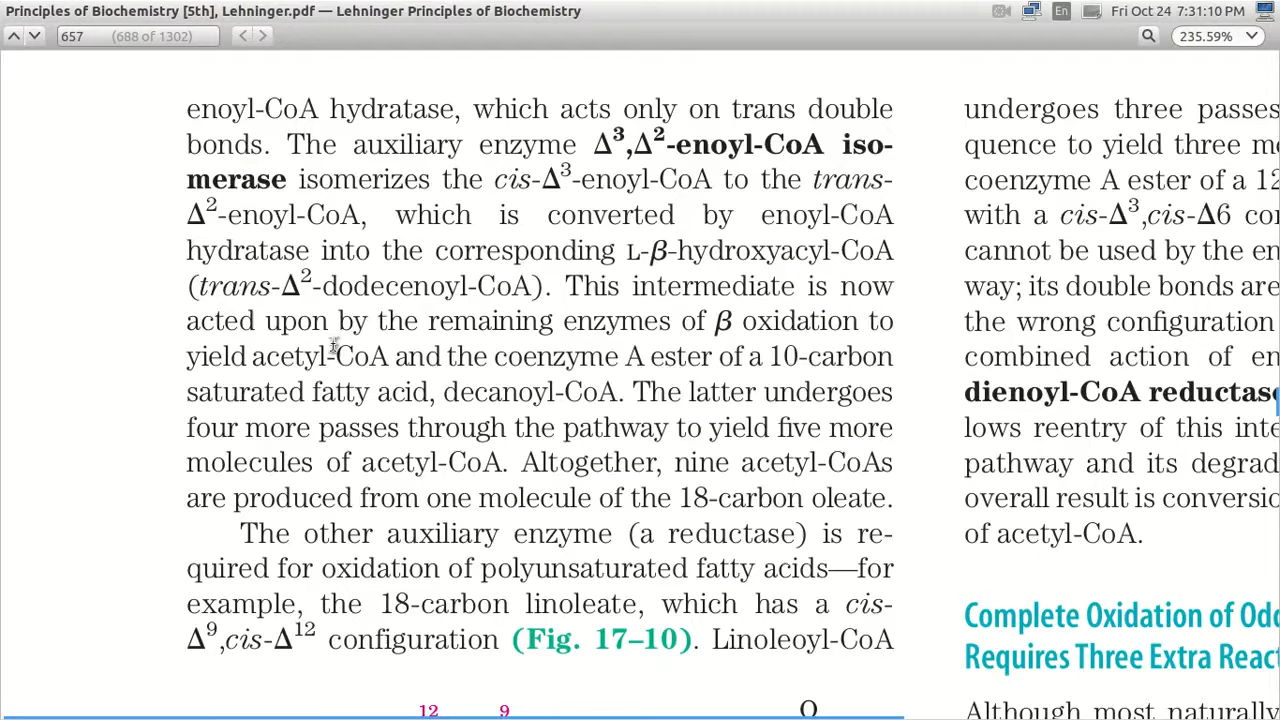 Principles of Biochemistry [5th], Lehninger.pdf — Lehninger Principles of Biochemistry
En
Fri Oct 24 7:31:10 PM
657 (688 of 1302)
235.59%
enoyl-CoA hydratase, which acts only on trans double
bonds. The auxiliary enzyme Δ³,Δ²-enoyl-CoA iso-
merase isomerizes the cis-Δ³-enoyl-CoA to the trans-
Δ²-enoyl-CoA, which is converted by enoyl-CoA
hydratase into the corresponding L-β-hydroxyacyl-CoA
(trans-Δ²-dodecenoyl-CoA). This intermediate is now
acted upon by the remaining enzymes of β oxidation to
yield acetyl-CoA and the coenzyme A ester of a 10-carbon
saturated fatty acid, decanoyl-CoA. The latter undergoes
four more passes through the pathway to yield five more
molecules of acetyl-CoA. Altogether, nine acetyl-CoAs
are produced from one molecule of the 18-carbon oleate.
The other auxiliary enzyme (a reductase) is re-
quired for oxidation of polyunsaturated fatty acids—for
example, the 18-carbon linoleate, which has a cis-
Δ⁹,cis-Δ¹² configuration (Fig. 17–10). Linoleoyl-CoA
12 9 O
undergoes three passes
quence to yield three mo
coenzyme A ester of a 12
with a cis-Δ³,cis-Δ6 con
cannot be used by the en
way; its double bonds are
the wrong configuration
combined action of en
dienoyl-CoA reductase
lows reentry of this inte
pathway and its degrad
overall result is conversio
of acetyl-CoA.
Complete Oxidation of Odd
Requires Three Extra React
Although most naturally